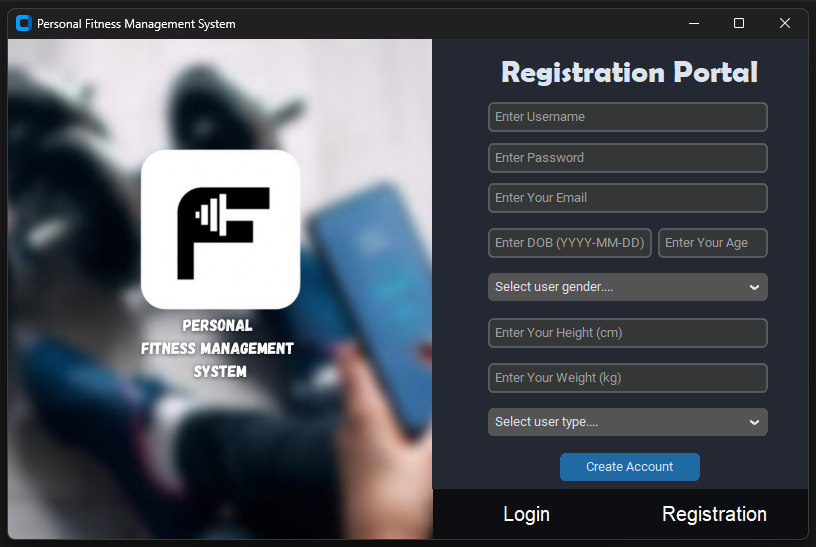 Personal Fitness Management System
F
PERSONAL
FITNESS MANAGEMENT
SYSTEM
Registration Portal
Enter Username
Enter Password
Enter Your Email
Enter DOB (YYYY-MM-DD) Enter Your Age
Select user gender....
Enter Your Height (cm)
Enter Your Weight (kg)
Select user type....
Create Account
Login Registration